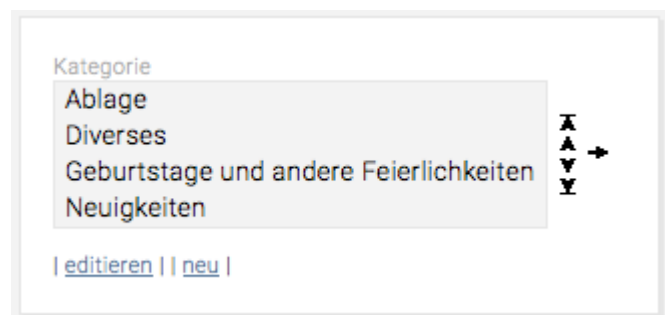 Kategorie
Ablage
Diverses
Geburtstage und andere Feierlichkeiten
Neuigkeiten
| editieren | | neu |